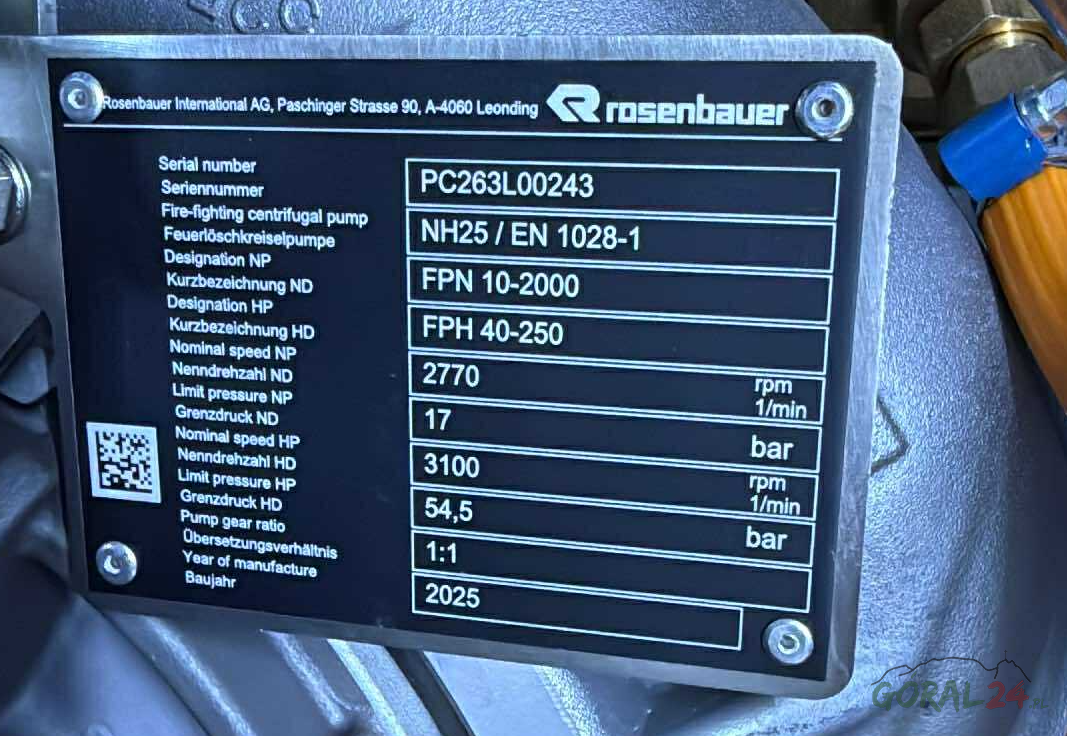 Rosenbauer International AG, Paschinger Strasse 90, A-4060 Leonding rosenbauer
Serial number
Seriennummer
PC263L00243
Fire-fighting centrifugal pump
Feuerlöschkreiselpumpe
NH25 / EN 1028-1
Designation NP
Kurzbezeichnung ND
FPN 10-2000
Designation HP
Kurzbezeichnung HD
FPH 40-250
Nominal speed NP
Nenndrehzahl ND
2770 rpm
1/min
Limit pressure NP
Grenzdruck ND
17 bar
Nominal speed HP
Nenndrehzahl HD
3100 rpm
1/min
Limit pressure HP
Grenzdruck HD
54,5 bar
Pump gear ratio
Übersetzungsverhältnis
1:1
Year of manufacture
Baujahr
2025
GORAL24